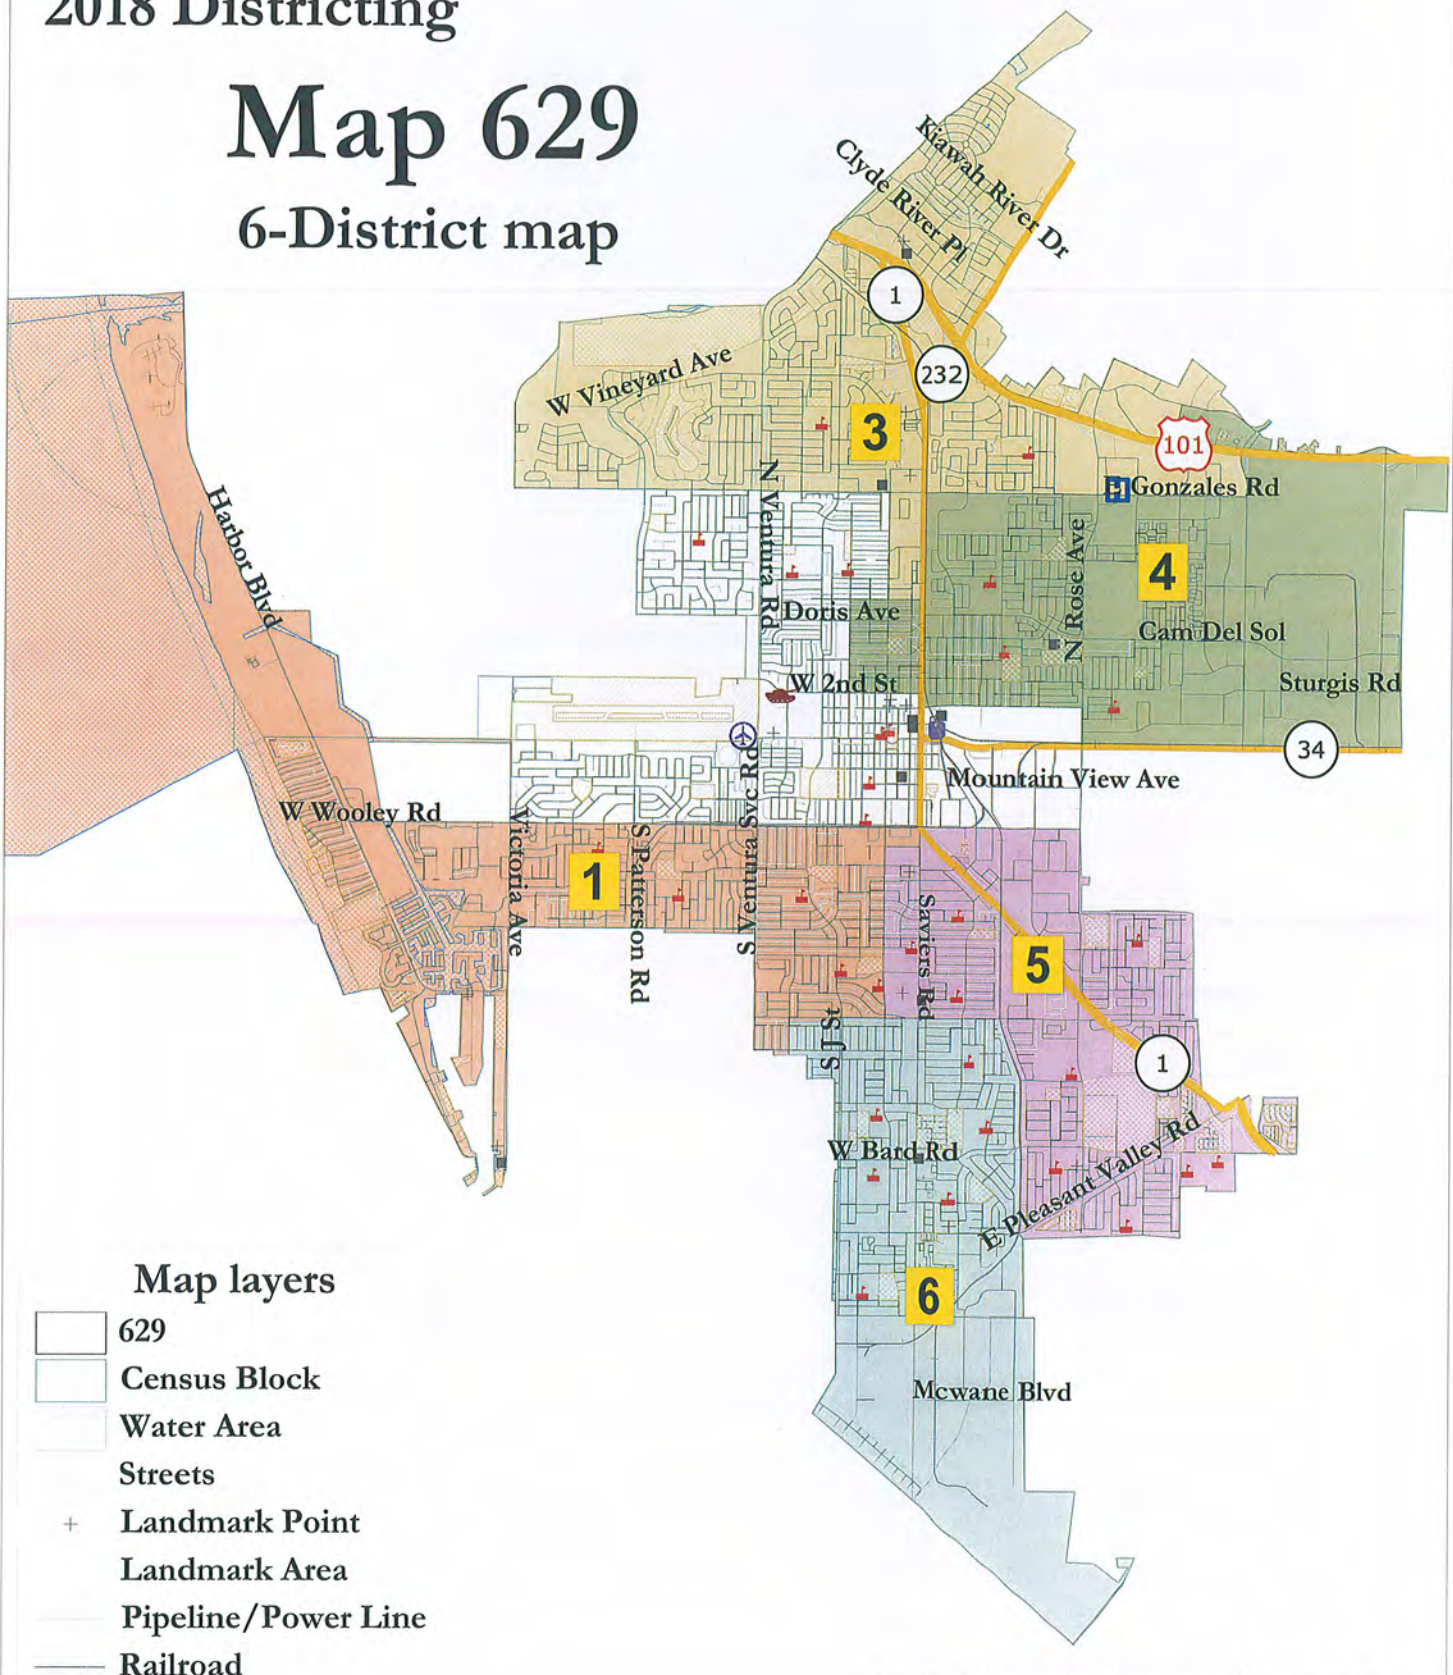 2018 Districting
Map 629
6-District map
Kiawah River Dr
Clyde River Pl
1
232
W Vineyard Ave
3
101
N Ventura Rd
H
E Gonzales Rd
Harbor Blvd
N Rose Ave
4
Doris Ave
Cam Del Sol
W 2nd St
Sturgis Rd
34
Mountain View Ave
W Wooley Rd
Victoria Ave
S Patterson Rd
S Ventura Svc Rd
1
Saviers Rd
5
S J St
1
W Bard Rd
E Pleasant Valley Rd
6
Mcwane Blvd
Map layers
629
Census Block
Water Area
Streets
Landmark Point
Landmark Area
Pipeline/Power Line
Railroad